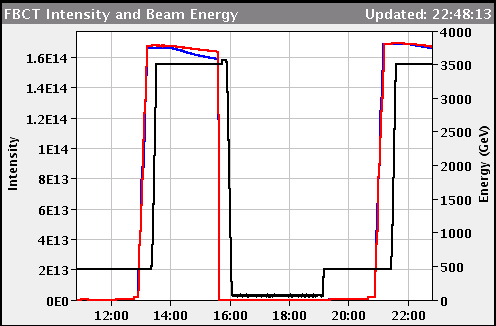 FBCT Intensity and Beam Energy Updated: 22:48:13
1.6E14
1.4E14
1.2E14
1E14
8E13
6E13
4E13
2E13
0E0
Intensity
4000
3500
3000
2500
2000
1500
1000
500
0
Energy (GeV)
12:00 14:00 16:00 18:00 20:00 22:00